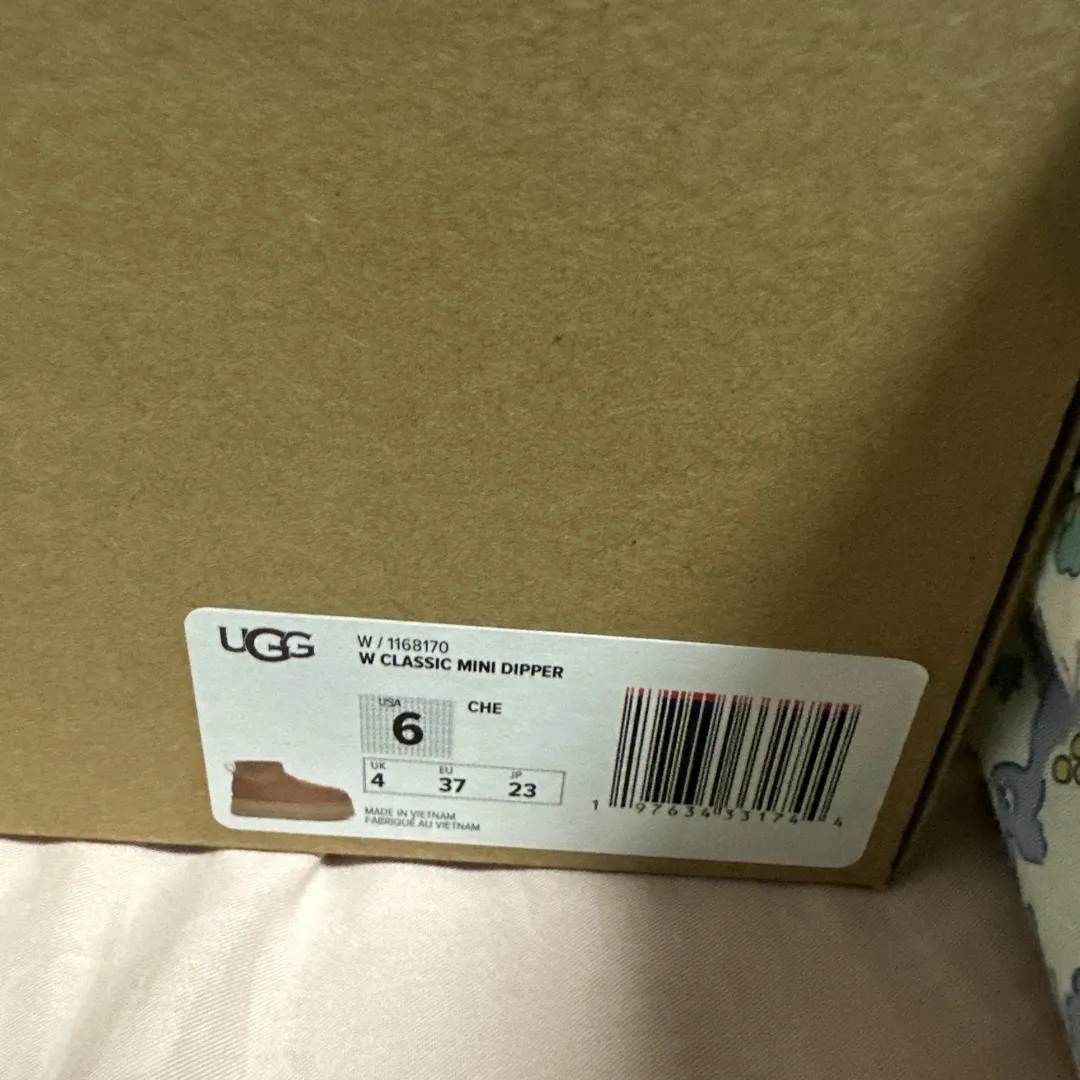 UGG
W / 1168170
W CLASSIC MINI DIPPER
USA
6
CHE
UK EU JP
4 37 23
MADE IN VIETNAM
FABRIQUÉ AU VIETNAM
1 97634 33174 4